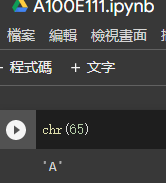 A100E111.ipynb
檔案 編輯 檢視畫面
+ 程式碼 + 文字
chr(65)
'A'